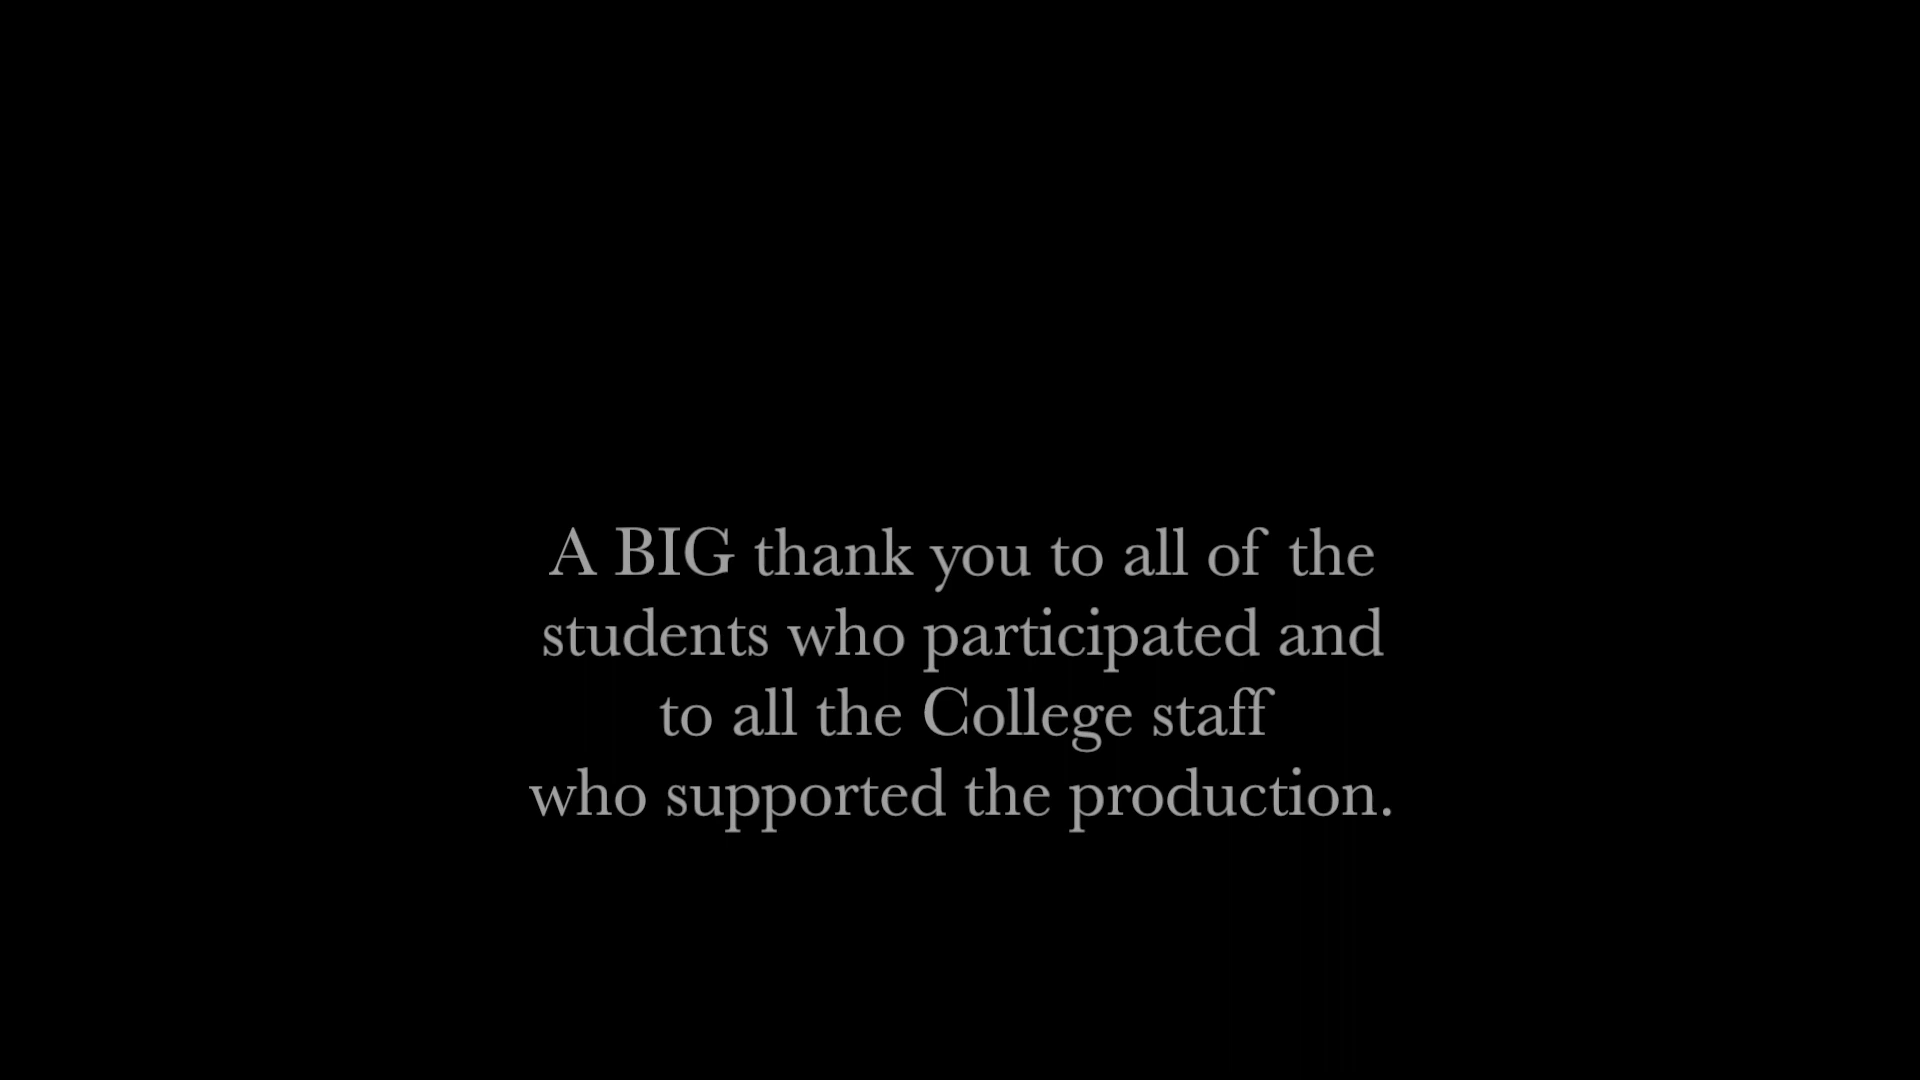 A BIG thank you to all of the
students who participated and
to all the College staff
who supported the production.